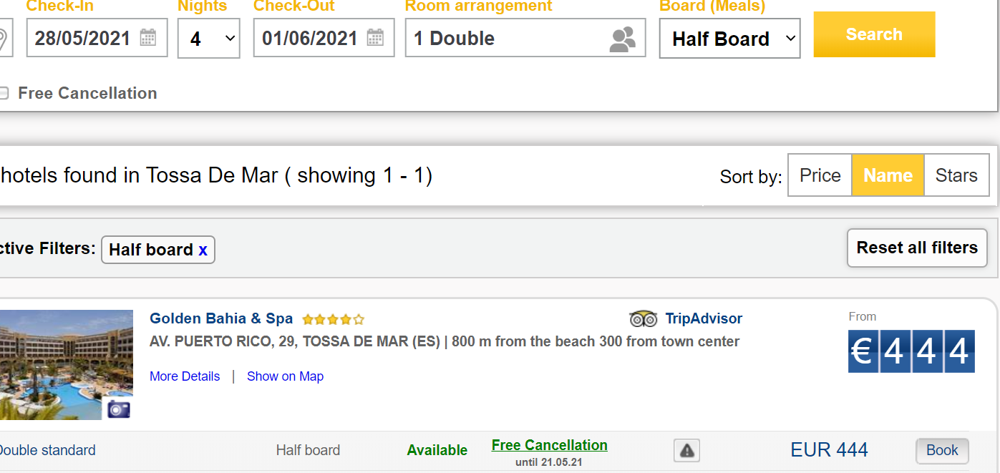 Check-In Nights Check-Out Room arrangement Board (Meals)
28/05/2021 4 01/06/2021 1 Double Half Board Search
Free Cancellation
hotels found in Tossa De Mar ( showing 1 - 1)
Sort by: Price Name Stars
ctive Filters: Half board x Reset all filters
Golden Bahia & Spa TripAdvisor From
AV. PUERTO RICO, 29, TOSSA DE MAR (ES) | 800 m from the beach 300 from town center
€444
More Details | Show on Map
Double standard Half board Available Free Cancellation EUR 444 Book
until 21.05.21